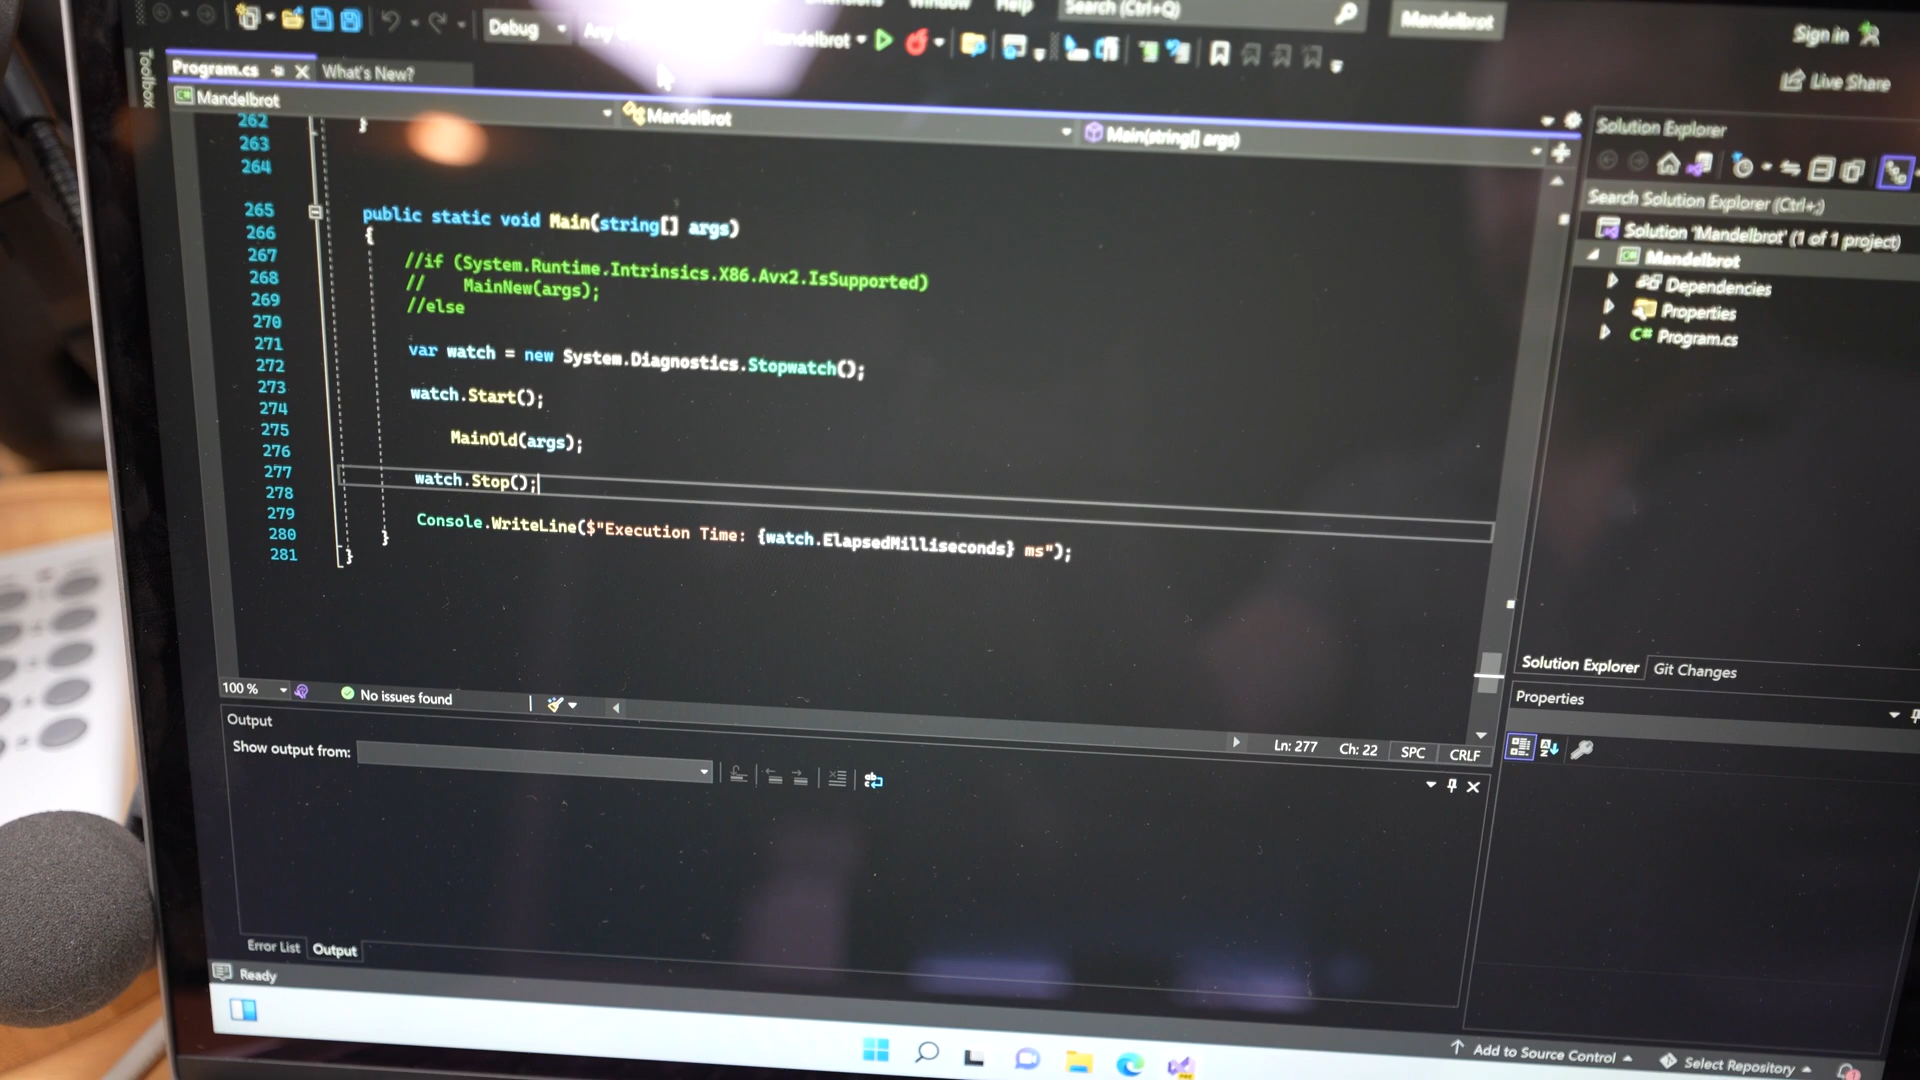 Window Help
Search (Ctrl+Q)
Mandelbrot
Sign in
Debug
Live Share
Toolbox
Program.cs
What's New?
Mandelbrot
MandelBrot
Main(string[] args)
262 }
263
264
265 public static void Main(string[] args)
266 {
267 //if (System.Runtime.Intrinsics.X86.Avx2.IsSupported)
268 // MainNew(args);
269 //else
270
271 var watch = new System.Diagnostics.Stopwatch();
272
273 watch.Start();
274
275 MainOld(args);
276
277 watch.Stop();
278
279 Console.WriteLine($"Execution Time: {watch.ElapsedMilliseconds} ms");
280 }
281 }
100 %
No issues found
Ln: 277 Ch: 22 SPC CRLF
Output
Show output from:
Error List Output
Ready
Solution Explorer
Search Solution Explorer (Ctrl+;)
Solution 'Mandelbrot' (1 of 1 project)
Mandelbrot
Dependencies
Properties
C# Program.cs
Solution Explorer Git Changes
Properties
Add to Source Control
Select Repository